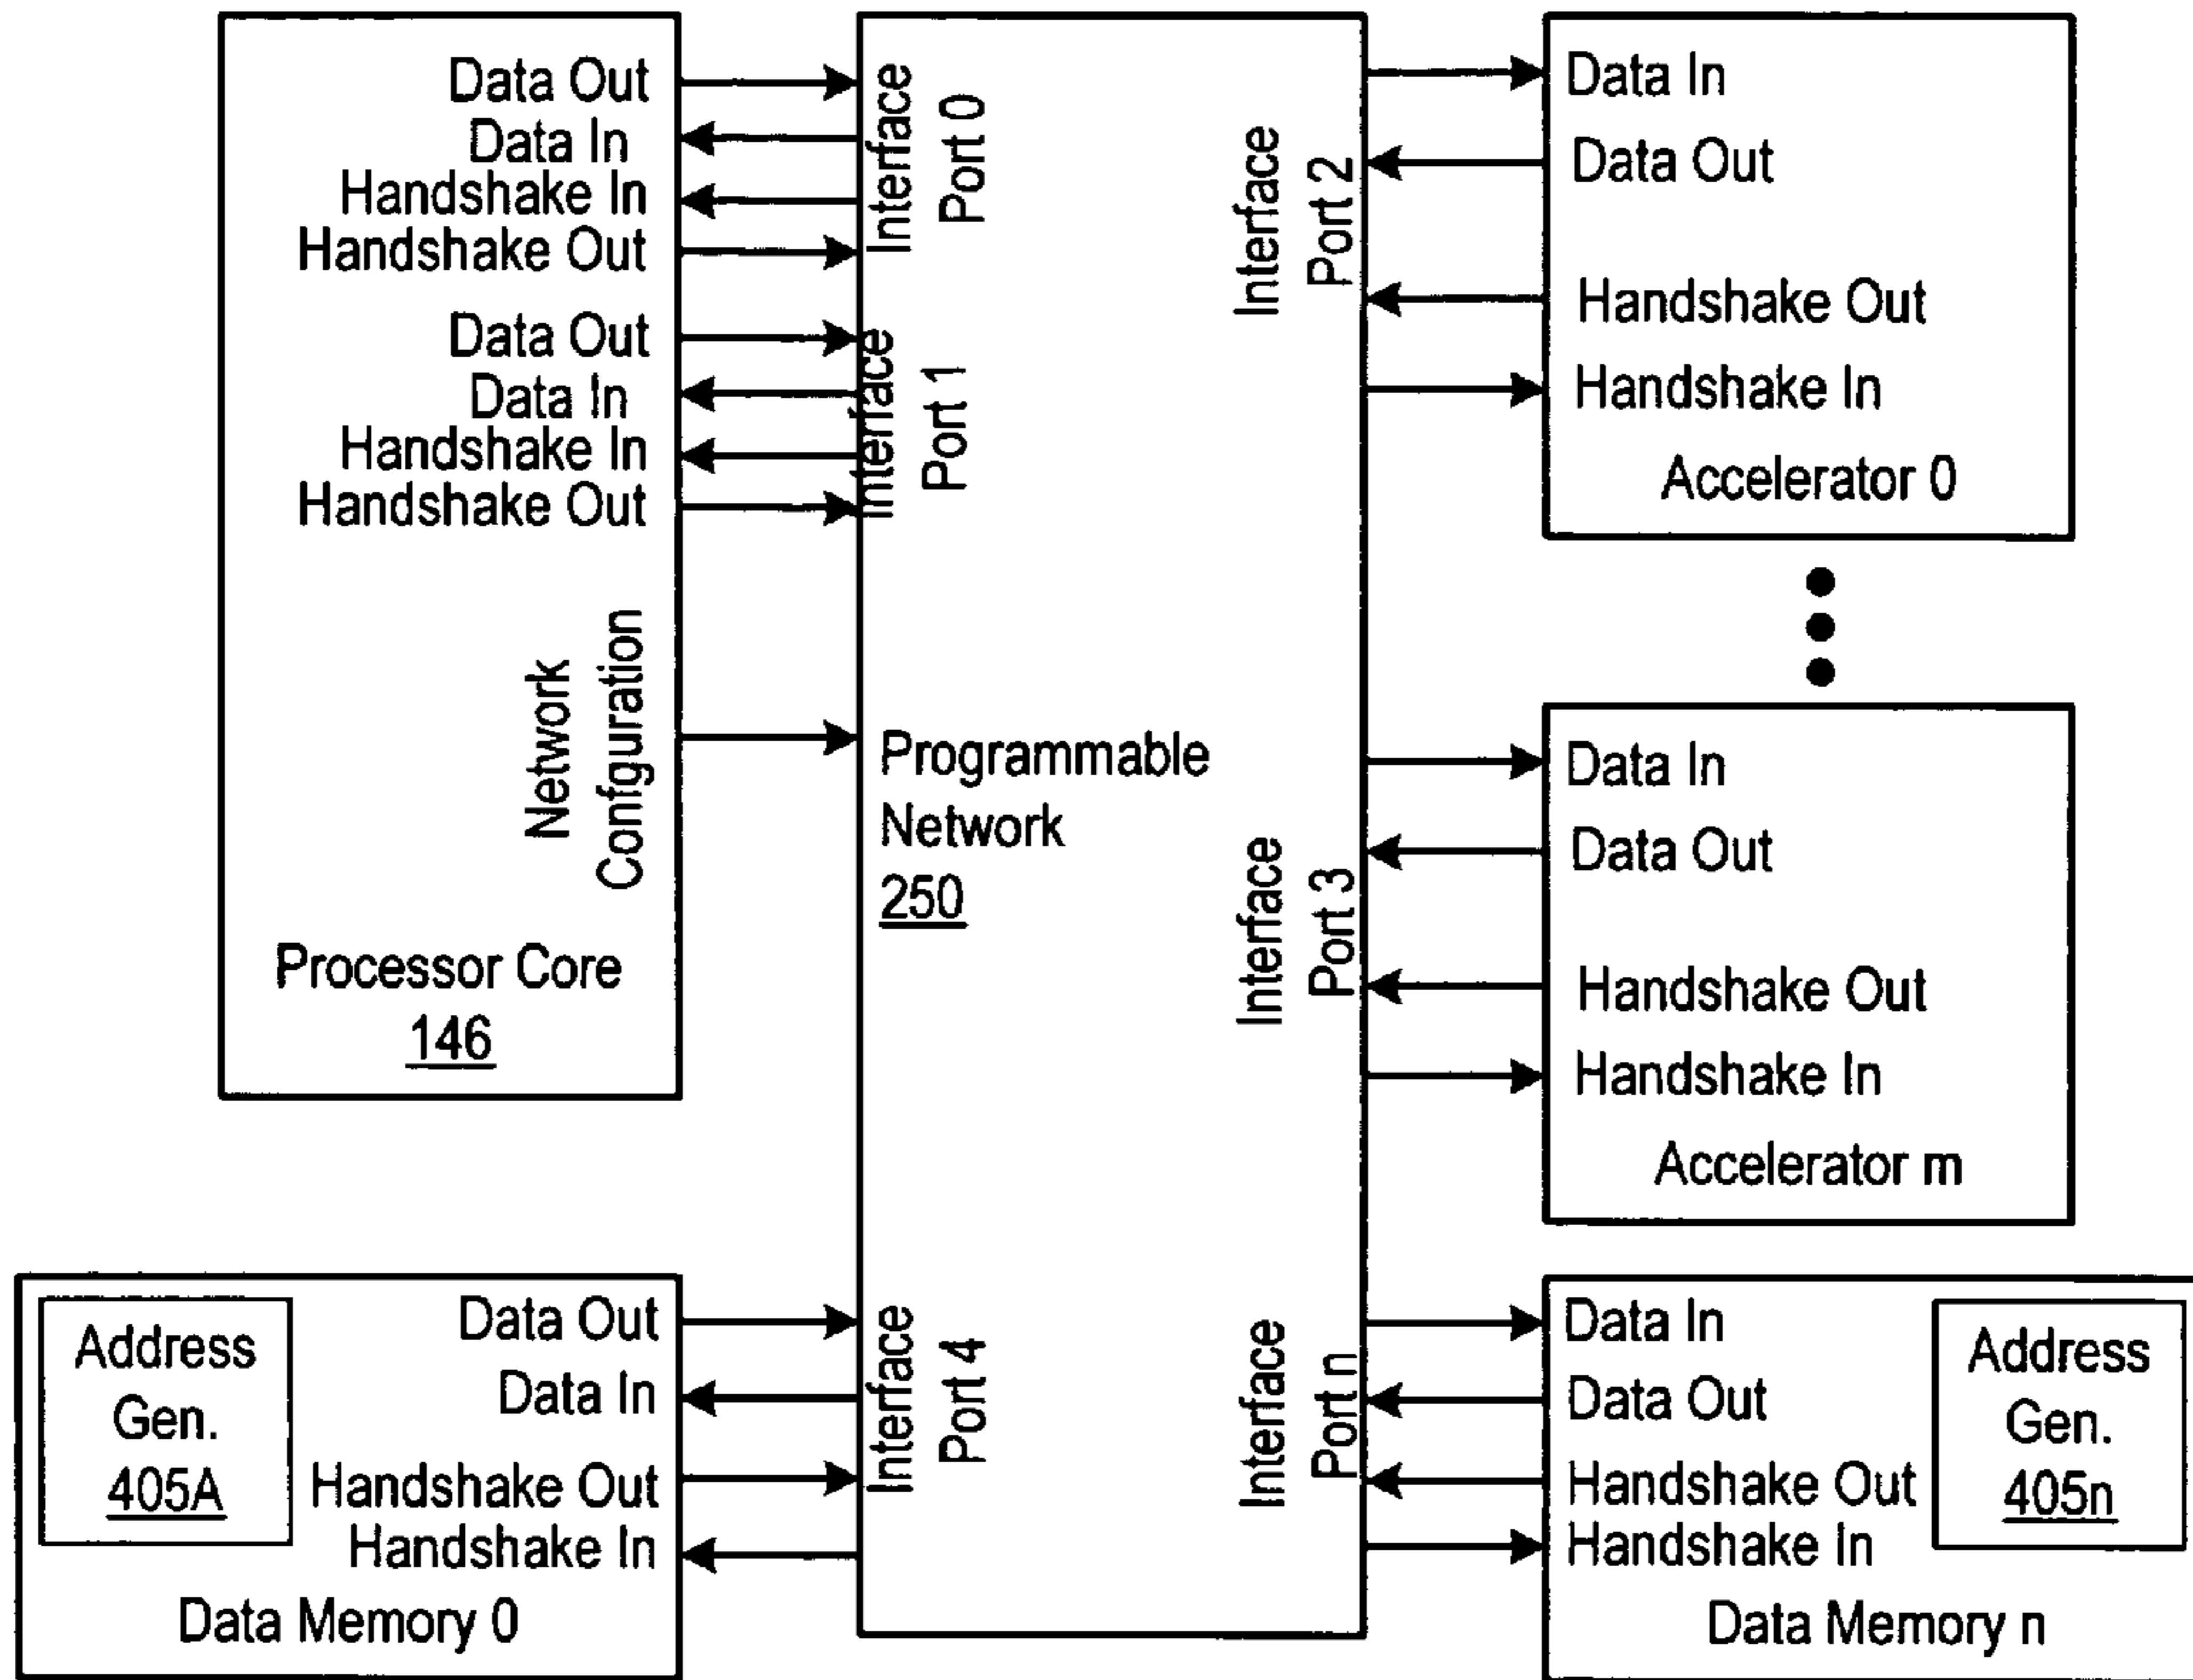 Data Out
Data In
Handshake In
Handshake Out
Data Out
Data In
Handshake In
Handshake Out
Network
Confguration
Processor Core
146
Interface
Port 0
Interface
Port 1
Programmable
Network
250
Interface
Port 2
Interface
Port 3
Data In
Data Out
Handshake Out
Handshake In
Accelerator 0
Data In
Data Out
Handshake Out
Handshake In
Accelerator m
Address
Gen.
405A
Data Out
Data In
Handshake Out
Handshake In
Data Memory 0
Interface
Port 4
Interface
Port n
Data In
Data Out
Handshake Out
Handshake In
Address
Gen.
405n
Data Memory n